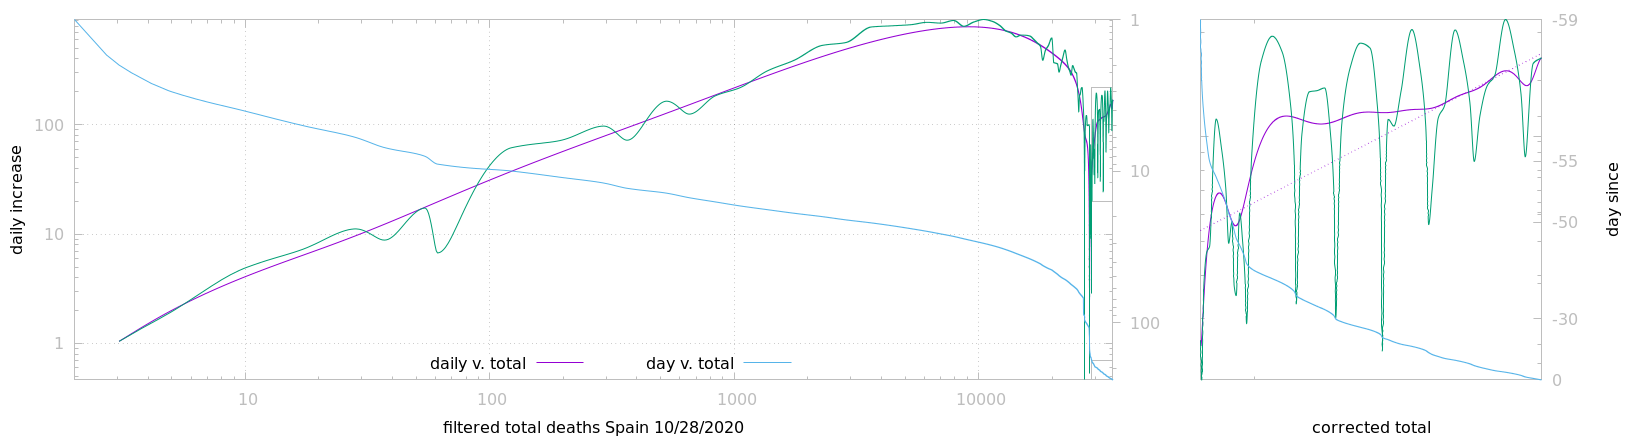 daily increase
100
10
1
10
100
1000
10000
1
10
100
daily v. total
day v. total
filtered total deaths Spain 10/28/2020
-59
-55
-50
-30
0
day since
corrected total